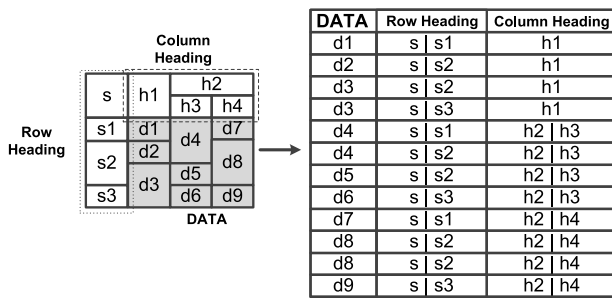 Column
Heading
Row
Heading
s h1 h2
h3 h4
s1 d1 d4 d7
s2 d2 d8
d3 d5
s3 d6 d9
DATA
DATA Row Heading Column Heading
d1 s | s1 h1
d2 s | s2 h1
d3 s | s2 h1
d3 s | s3 h1
d4 s | s1 h2 | h3
d4 s | s2 h2 | h3
d5 s | s2 h2 | h3
d6 s | s3 h2 | h3
d7 s | s1 h2 | h4
d8 s | s2 h2 | h4
d8 s | s2 h2 | h4
d9 s | s3 h2 | h4